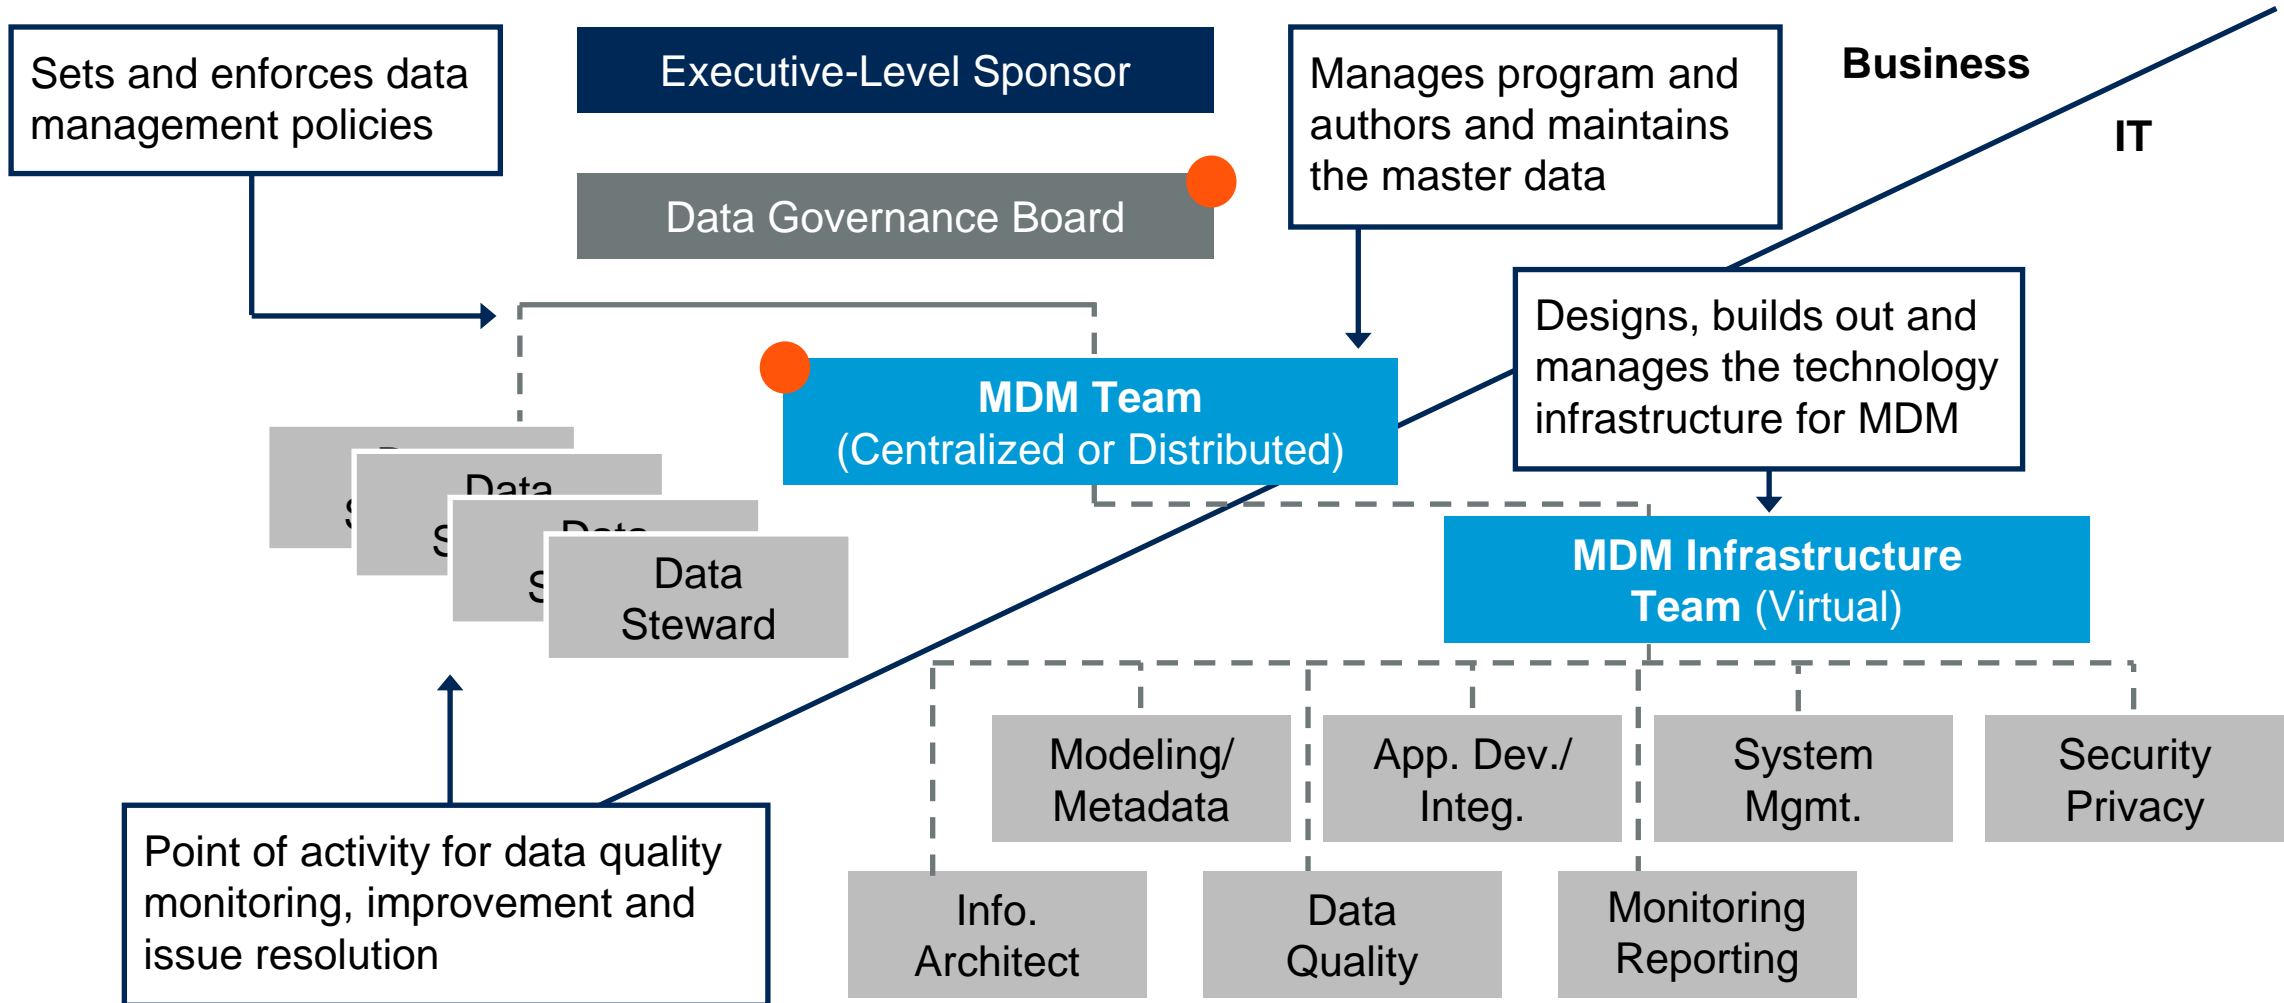 Sets and enforces data
management policies
Executive-Level Sponsor
Data Governance Board
Manages program and
authors and maintains
the master data
Business
IT
Designs, builds out and
manages the technology
infrastructure for MDM
MDM Team
(Centralized or Distributed)
Data
Data
Steward
MDM Infrastructure
Team (Virtual)
Modeling/
Metadata
App. Dev./
Integ.
System
Mgmt.
Security
Privacy
Point of activity for data quality
monitoring, improvement and
issue resolution
Info.
Architect
Data
Quality
Monitoring
Reporting